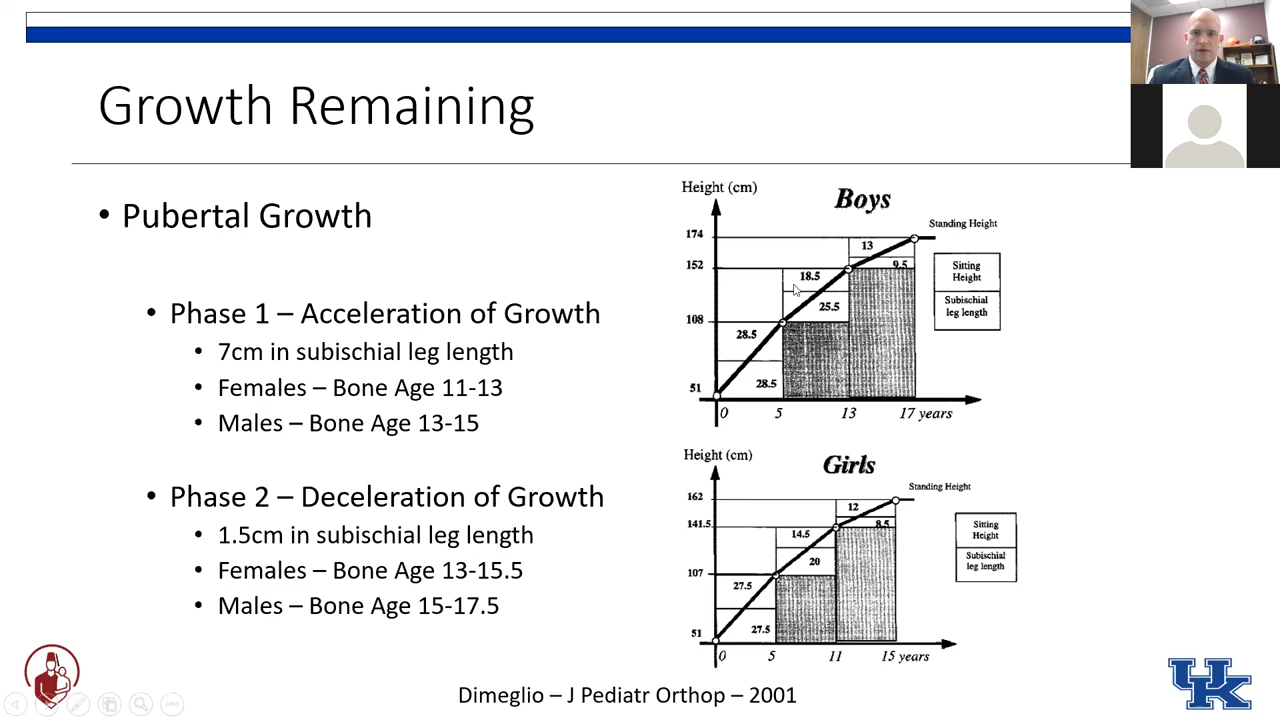 Growth Remaining
• Pubertal Growth
• Phase 1 – Acceleration of Growth
• 7cm in subischial leg length
• Females – Bone Age 11-13
• Males – Bone Age 13-15
• Phase 2 – Deceleration of Growth
• 1.5cm in subischial leg length
• Females – Bone Age 13-15.5
• Males – Bone Age 15-17.5
Height (cm)
Boys
Standing Height
174
13
152
9.5
Sitting
Height
18.5
Subischial
leg length
25.5
108
28.5
51
28.5
0 5 13 17 years
Height (cm)
Girls
Standing Height
162
12
141.5
8.5
Sitting
Height
14.5
Subischial
leg length
20
107
27.5
27.5
51
0 5 11 15 years
Dimeglio – J Pediatr Orthop – 2001
UK